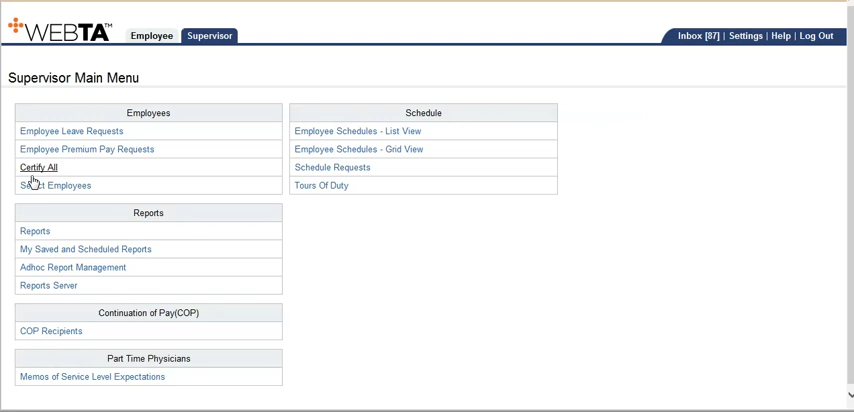 WEBTA™
Employee
Supervisor
Inbox [87] | Settings | Help | Log Out
Supervisor Main Menu
Employees
Employee Leave Requests
Employee Premium Pay Requests
Certify All
Select Employees
Reports
Reports
My Saved and Scheduled Reports
Adhoc Report Management
Reports Server
Continuation of Pay(COP)
COP Recipients
Part Time Physicians
Memos of Service Level Expectations
Schedule
Employee Schedules - List View
Employee Schedules - Grid View
Schedule Requests
Tours Of Duty